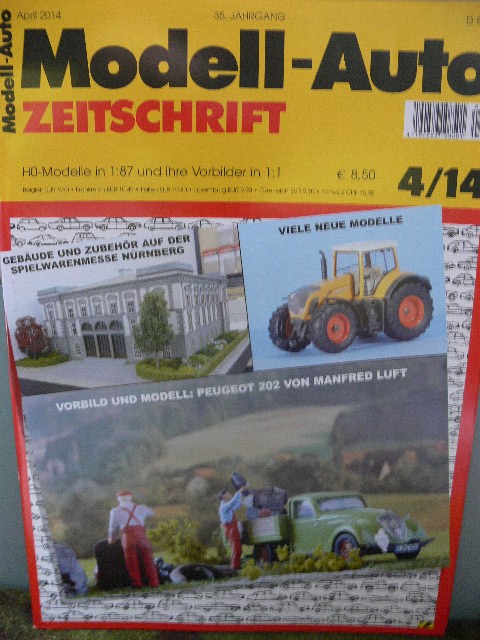 April 2014
35. JAHRGANG
Modell-Auto
Modell-Auto
ZEITSCHRIFT
H0-Modelle in 1:87 und ihre Vorbilder in 1:1
€ 8,50
4/14
GEBÄUDE UND ZUBEHÖR AUF DER
SPIELWARENMESSE NÜRNBERG
VIELE NEUE MODELLE
VORBILD UND MODELL: PEUGEOT 202 VON MANFRED LUFT